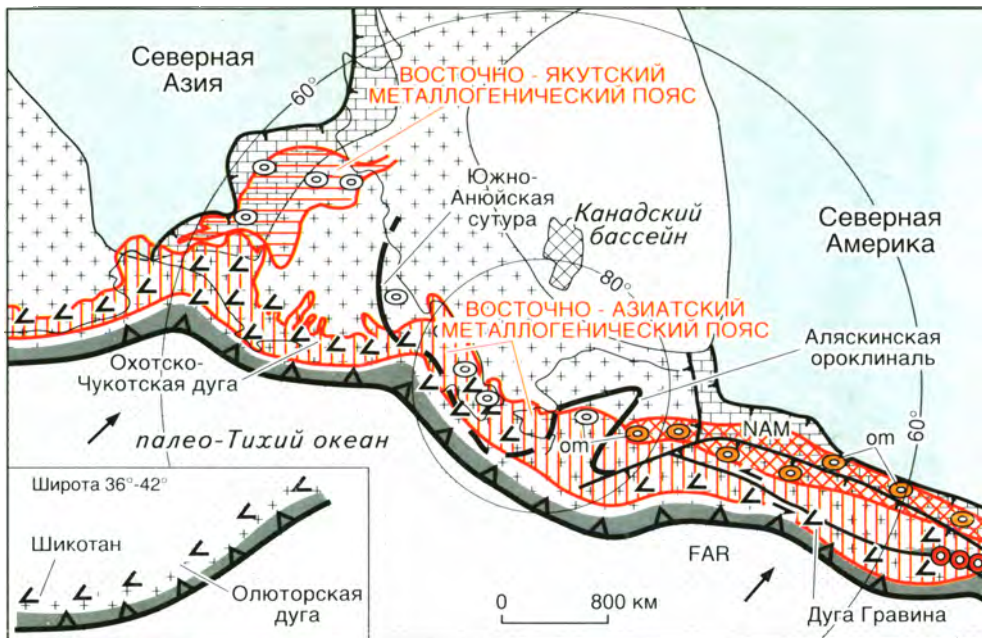 Северная
Азия
60°
ВОСТОЧНО - ЯКУТСКИЙ
МЕТАЛЛОГЕНИЧЕСКИЙ ПОЯС
Южно-
Анюйская
сутура
Канадский
бассейн
Северная
Америка
80°
ВОСТОЧНО - АЗИАТСКИЙ
МЕТАЛЛОГЕНИЧЕСКИЙ ПОЯС
Аляскинская
ороклиналь
Охотско-
Чукотская дуга
палео-Тихий океан
от
NAM
от
60°
Широта 36°-42°
Шикотан
Олюторская
дуга
FAR
0 800 км
Дуга Гравина